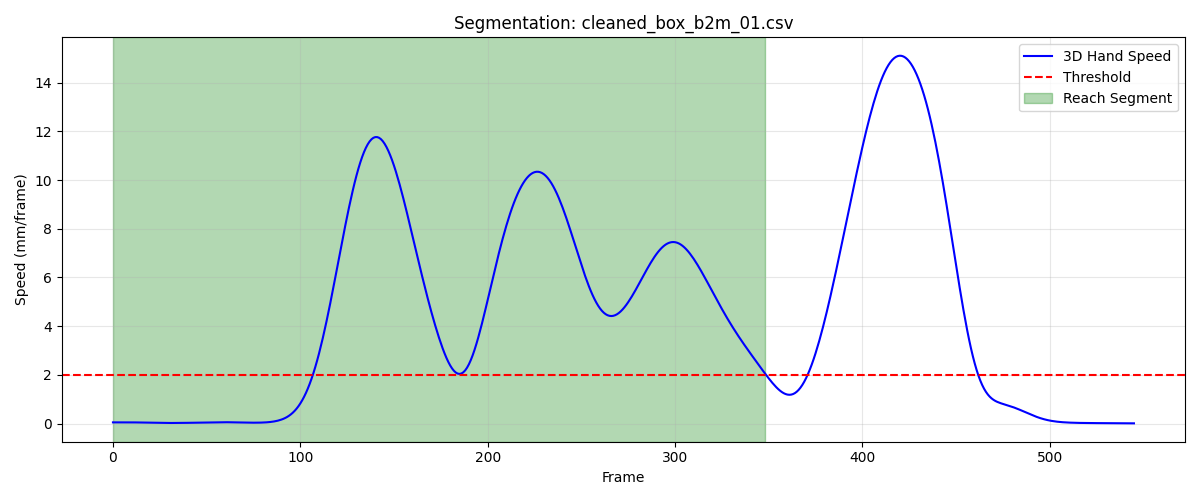 Segmentation: cleaned_box_b2m_01.csv
3D Hand Speed
Threshold
Reach Segment
Speed (mm/frame)
14
12
10
8
6
4
2
0
0 100 200 300 400 500
Frame